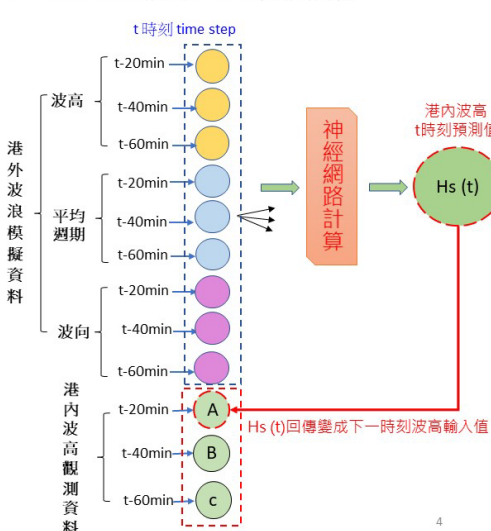 t 時刻 time step
港外波浪模擬資料
波高
t-20min
t-40min
t-60min
平均
週期
t-20min
t-40min
t-60min
波向
t-20min
t-40min
t-60min
港內波高觀測資料
t-20min
A
t-40min
B
t-60min
c
神經網路計算
港內波高
t時刻預測值
Hs (t)
Hs (t)回傳變成下一時刻波高輸入值
4